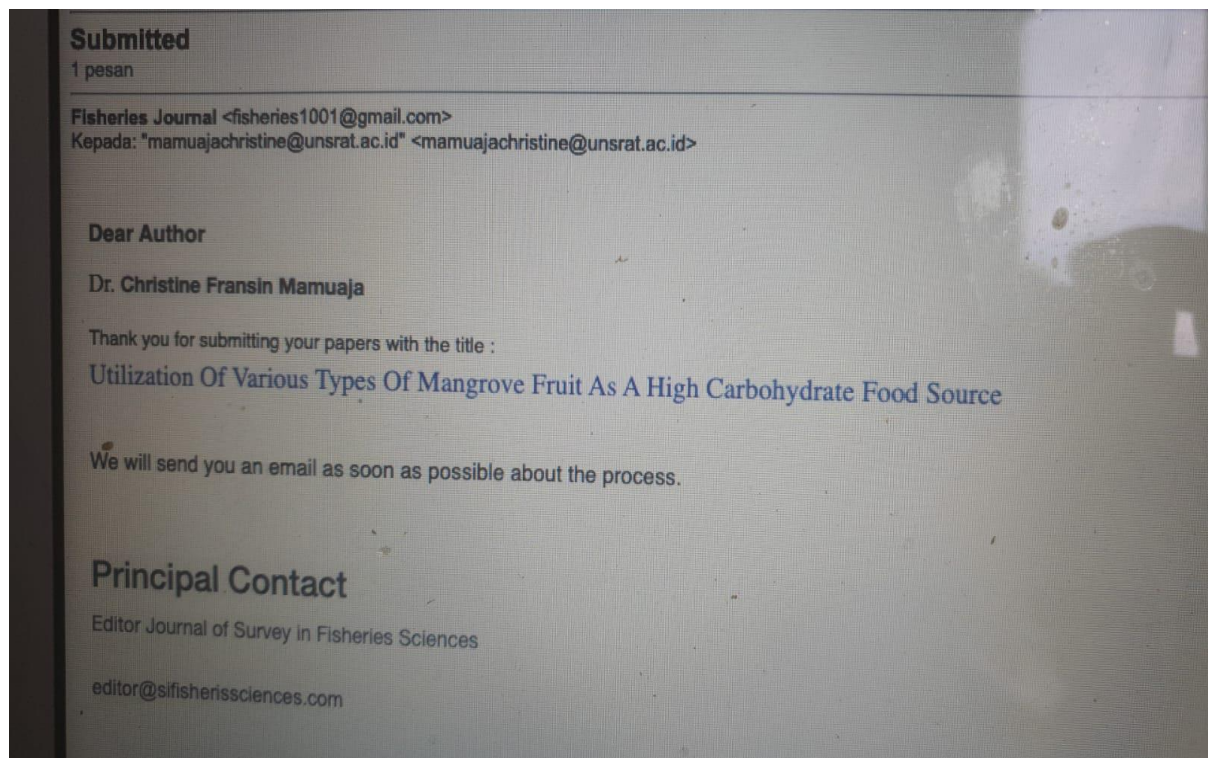 Submitted
1 pesan
Fisheries Journal <fisheries1001@gmail.com>
Kepada: "mamuajachristine@unsrat.ac.id" <mamuajachristine@unsrat.ac.id>
Dear Author
Dr. Christine Fransin Mamuaja
Thank you for submitting your papers with the title :
Utilization Of Various Types Of Mangrove Fruit As A High Carbohydrate Food Source
We will send you an email as soon as possible about the process.
Principal Contact
Editor Journal of Survey in Fisheries Sciences
editor@sifisherissciences.com